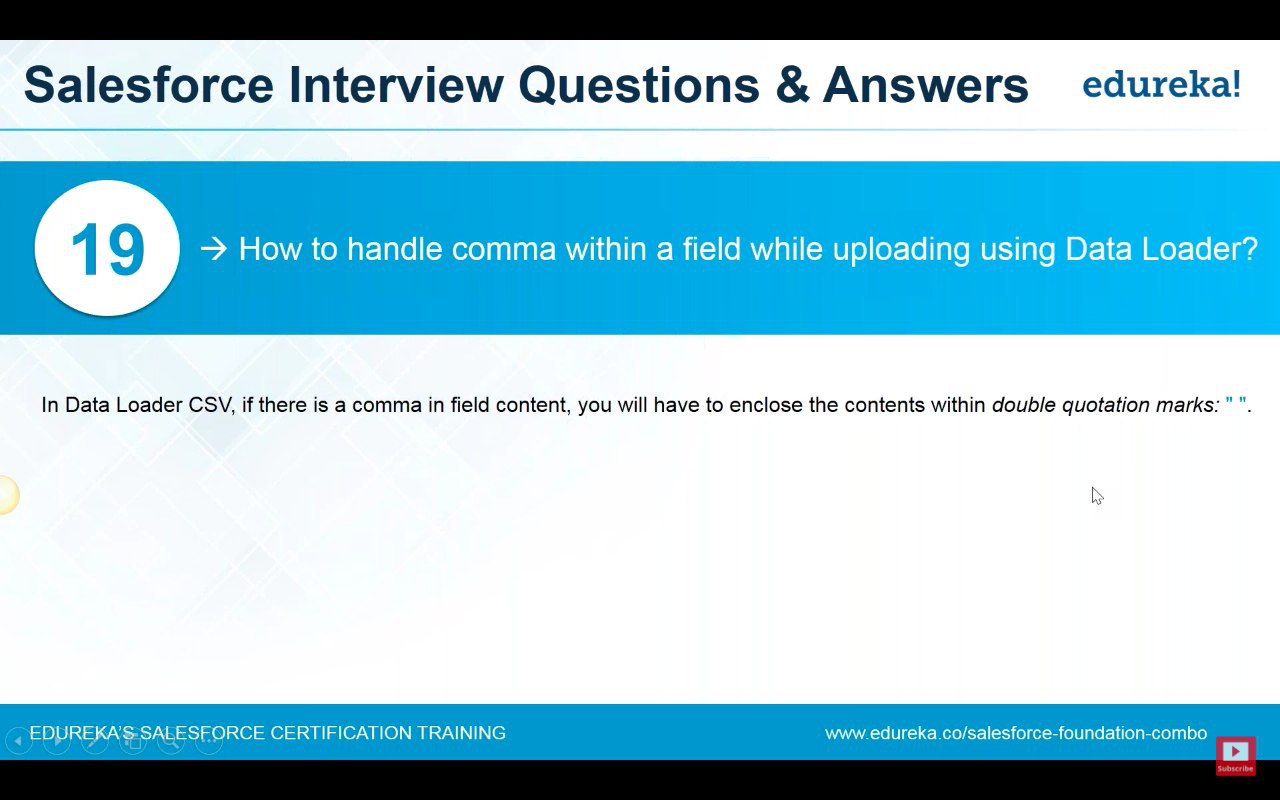 Salesforce Interview Questions & Answers
edureka!
19
→ How to handle comma within a field while uploading using Data Loader?
In Data Loader CSV, if there is a comma in field content, you will have to enclose the contents within double quotation marks: " ".
EDUREKA'S SALESFORCE CERTIFICATION TRAINING
www.edureka.co/salesforce-foundation-combo
Subscribe